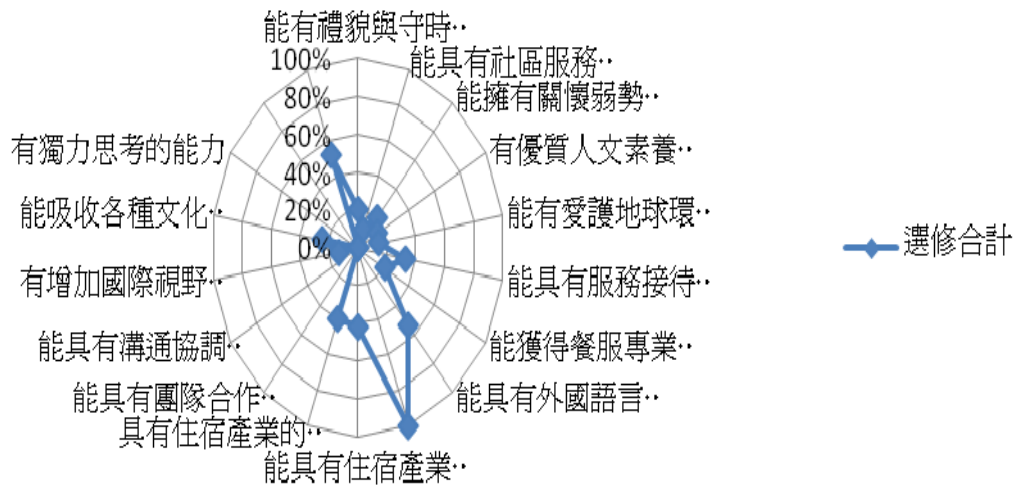 能有禮貌與守時‥
100%
能具有社區服務‥
80%
能擁有關懷弱勢‥
60%
有獨力思考的能力
有優質人文素養‥
40%
20%
能吸收各種文化‥
能有愛護地球環‥
0%
選修合計
有增加國際視野‥
能具有服務接待‥
能具有溝通協調‥
能獲得餐服專業‥
能具有團隊合作‥
能具有外國語言‥
具有住宿產業的‥
能具有住宿產業‥